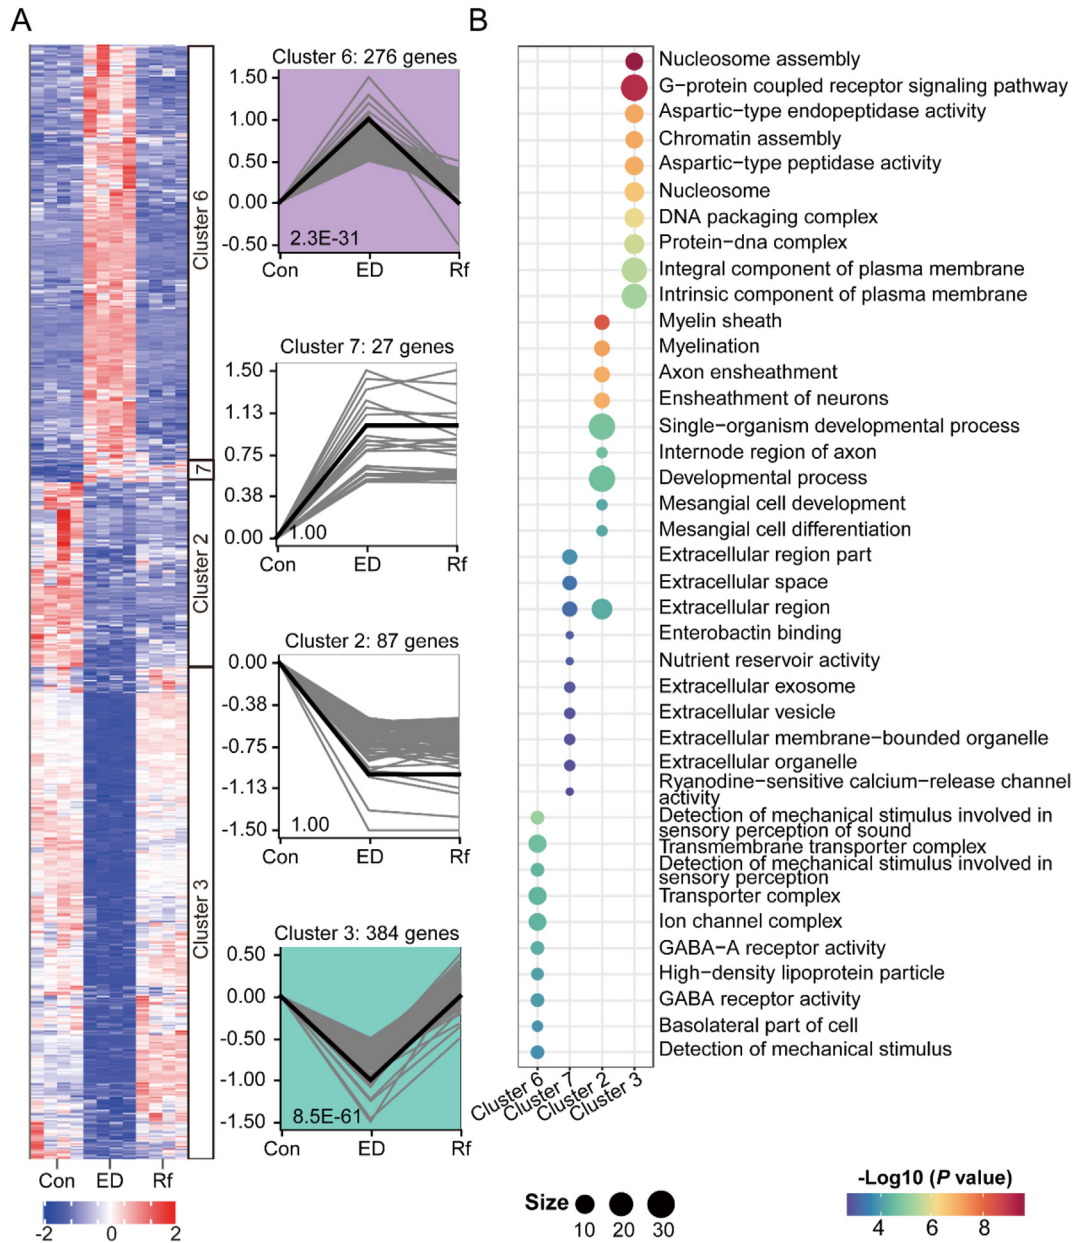 A
Cluster 6
7
Cluster 2
Cluster 3
Con
ED
Rf
-2
0
2
Cluster 6: 276 genes
1.50
1.00
0.50
0.00
-0.50
2.3E-31
Con
ED
Rf
Cluster 7: 27 genes
1.50
1.13
0.75
0.38
0.00
1.00
Con
ED
Rf
Cluster 2: 87 genes
0.00
-0.38
-0.75
-1.13
-1.50
1.00
Con
ED
Rf
Cluster 3: 384 genes
0.50
0.00
-0.50
-1.00
-1.50
8.5E-61
Con
ED
Rf
B
Nucleosome assembly
G−protein coupled receptor signaling pathway
Aspartic−type endopeptidase activity
Chromatin assembly
Aspartic−type peptidase activity
Nucleosome
DNA packaging complex
Protein−dna complex
Integral component of plasma membrane
Intrinsic component of plasma membrane
Myelin sheath
Myelination
Axon ensheathment
Ensheathment of neurons
Single−organism developmental process
Internode region of axon
Developmental process
Mesangial cell development
Mesangial cell differentiation
Extracellular region part
Extracellular space
Extracellular region
Enterobactin binding
Nutrient reservoir activity
Extracellular exosome
Extracellular vesicle
Extracellular membrane−bounded organelle
Extracellular organelle
Ryanodine−sensitive calcium−release channel
activity
Detection of mechanical stimulus involved in
sensory perception of sound
Transmembrane transporter complex
Detection of mechanical stimulus involved in
sensory perception
Transporter complex
Ion channel complex
GABA−A receptor activity
High−density lipoprotein particle
GABA receptor activity
Basolateral part of cell
Detection of mechanical stimulus
Cluster 6
Cluster 7
Cluster 2
Cluster 3
Size
10
20
30
-Log10 (P value)
4
6
8